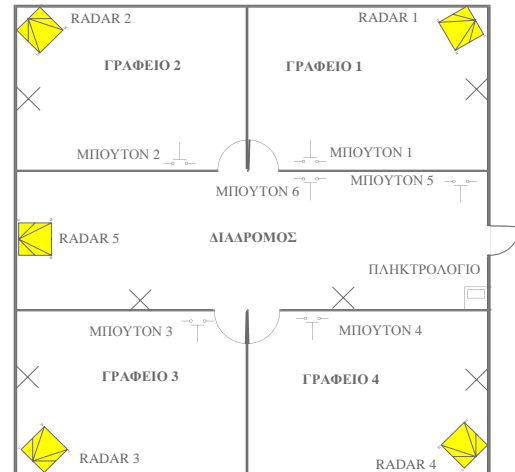 RADAR 2
RADAR 1
ΓΡΑΦΕΙΟ 2
ΓΡΑΦΕΙΟ 1
ΜΠΟΥΤΟΝ 2
ΜΠΟΥΤΟΝ 1
ΜΠΟΥΤΟΝ 6
ΜΠΟΥΤΟΝ 5
RADAR 5
ΔΙΑΔΡΟΜΟΣ
ΠΛΗΚΤΡΟΛΟΓΙΟ
ΜΠΟΥΤΟΝ 3
ΜΠΟΥΤΟΝ 4
ΓΡΑΦΕΙΟ 3
ΓΡΑΦΕΙΟ 4
RADAR 3
RADAR 4